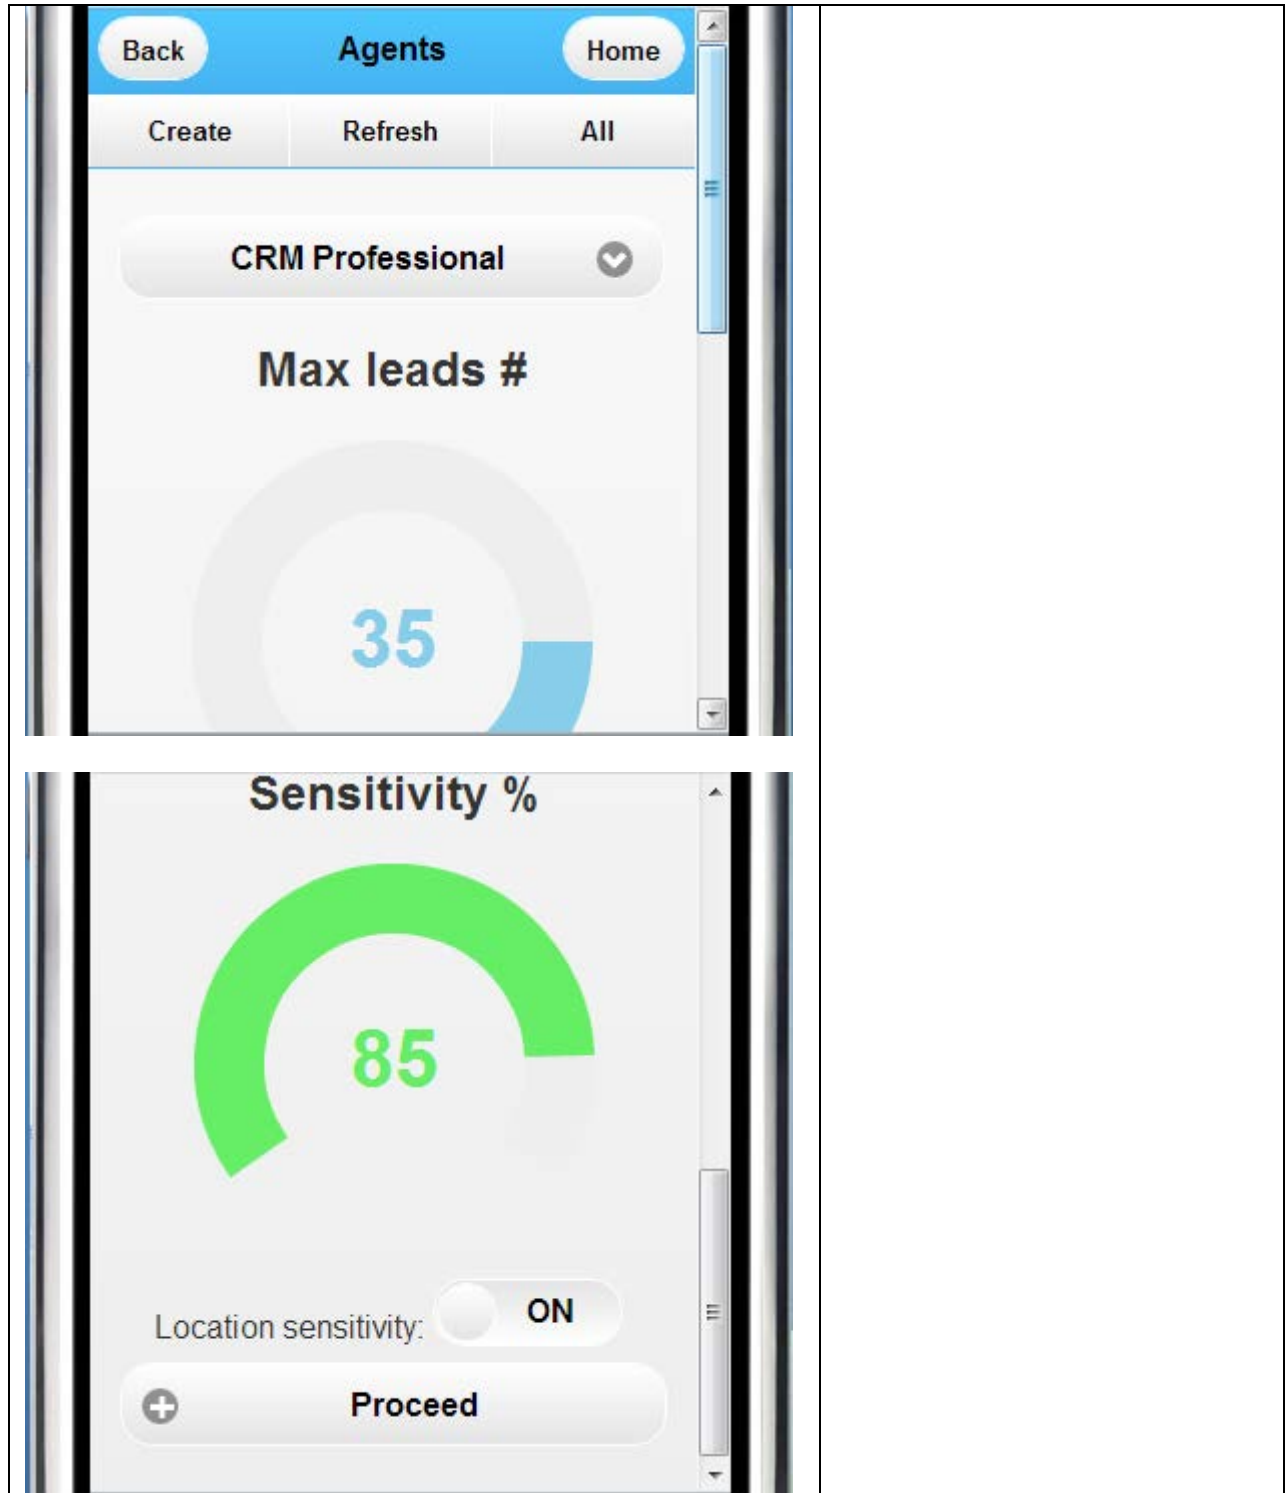 Back Agents Home
Create Refresh All
CRM Professional
Max leads #
35
Sensitivity %
85
Location sensitivity: ON
Proceed